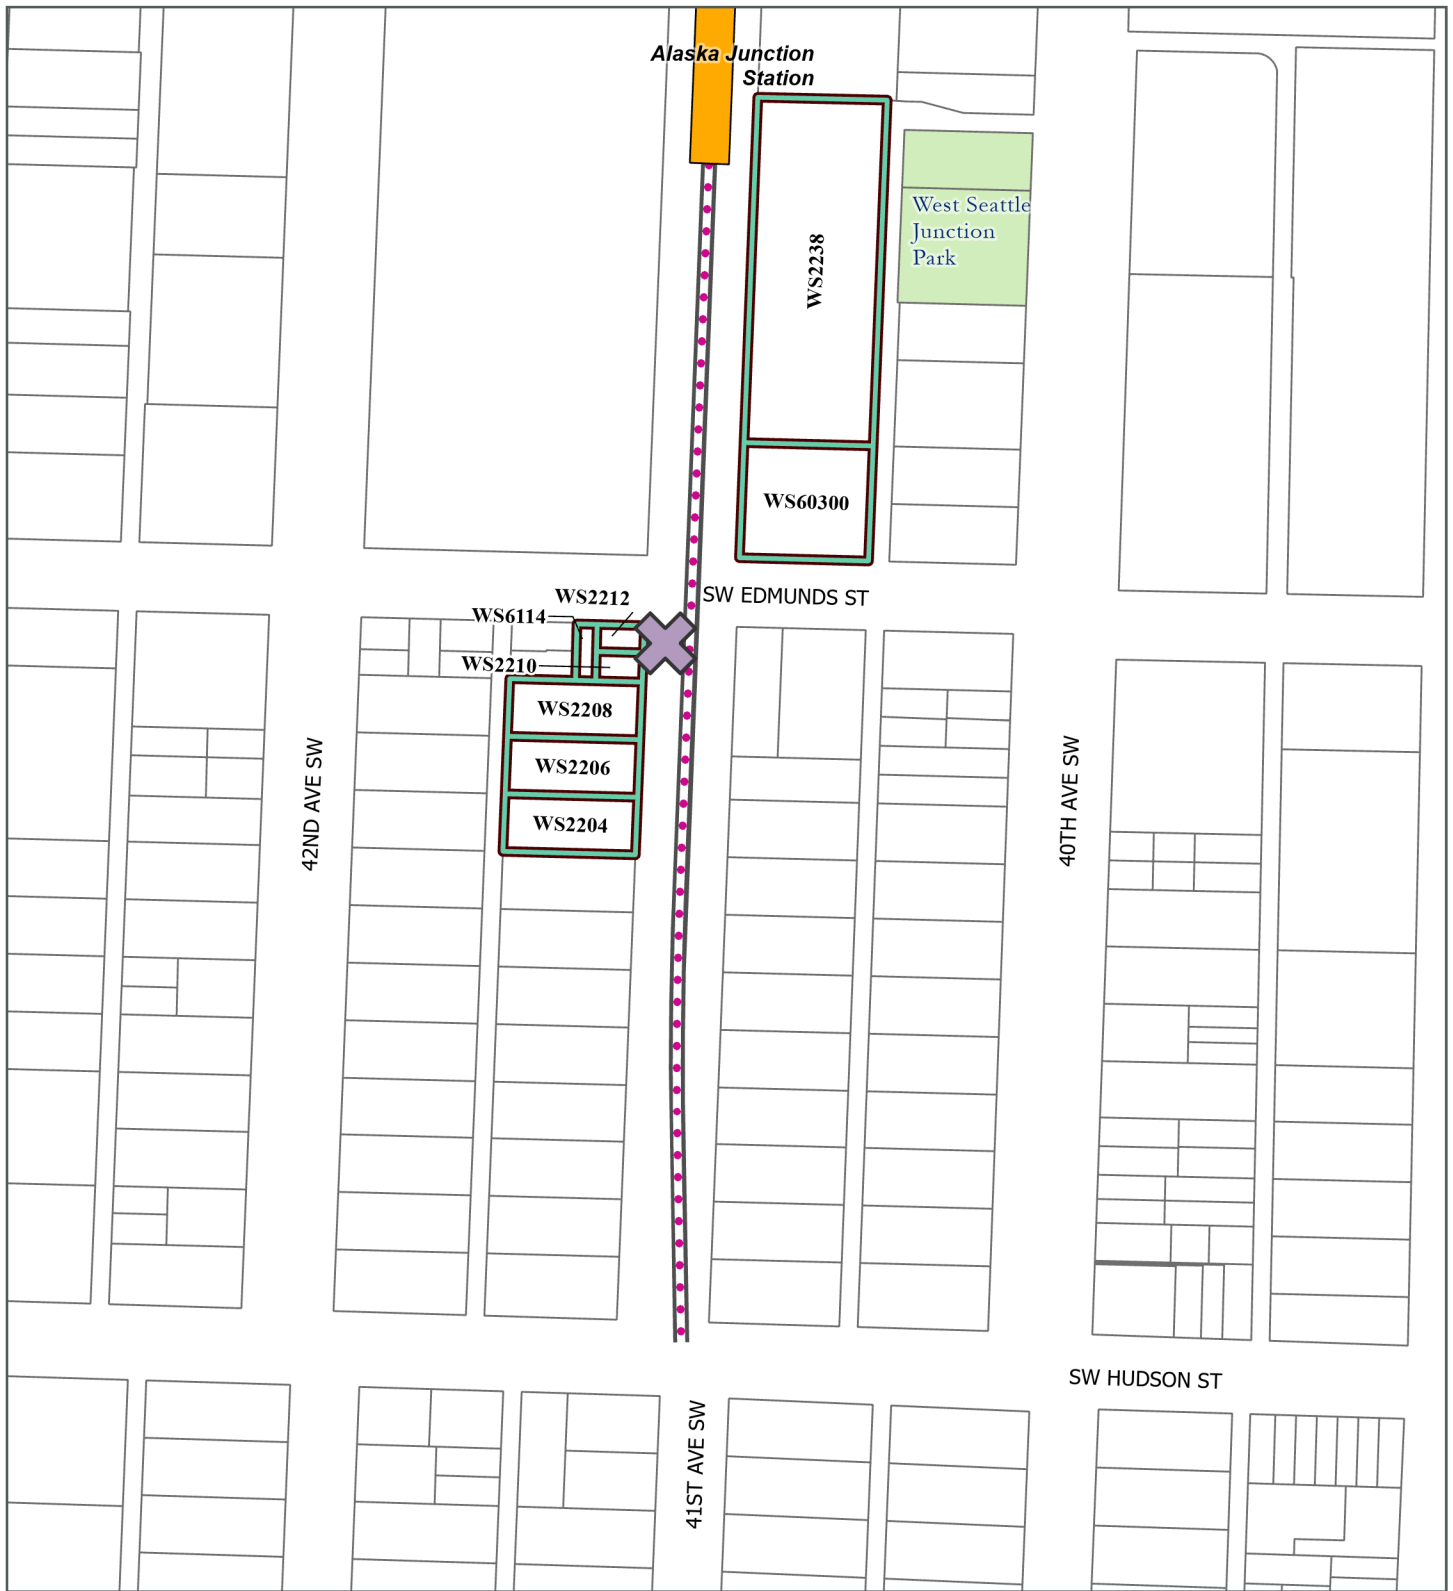 Alaska Junction
Station
West Seattle
Junction
Park
WS2238
WS60300
SW EDMUNDS ST
WS2212
WS6114
WS2210
WS2208
WS2206
WS2204
42ND AVE SW
40TH AVE SW
SW HUDSON ST
41ST AVE SW